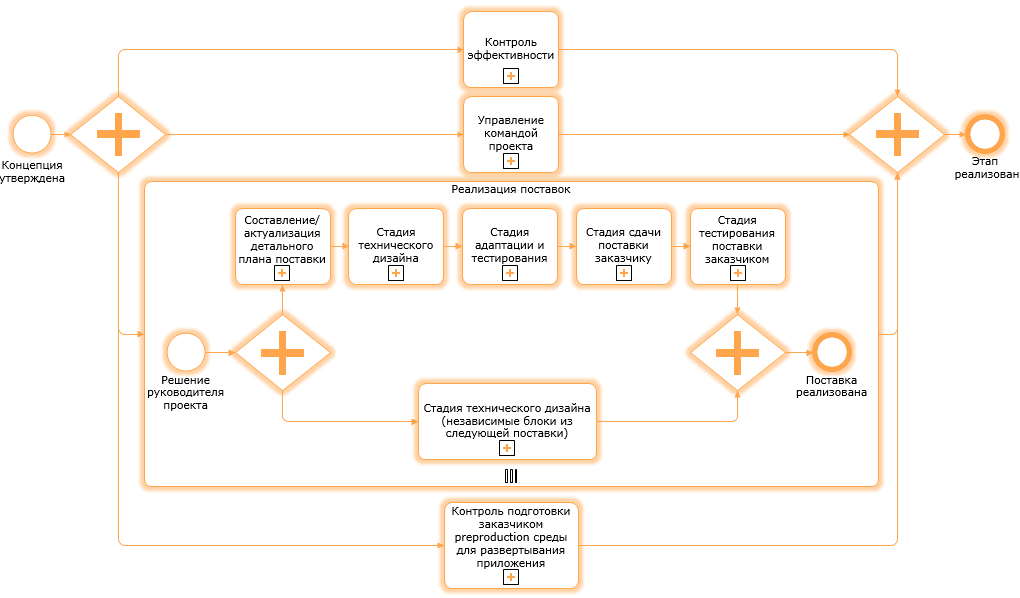 Контроль
эффективности
Управление
командой
проекта
Концепция
утверждена
Этап
реализован
Реализация поставок
Составление/
актуализация
детального
плана поставки
Стадия
технического
дизайна
Стадия
адаптации и
тестирования
Стадия сдачи
поставки
заказчику
Стадия
тестирования
поставки
заказчиком
Решение
руководителя
проекта
Поставка
реализована
Стадия технического дизайна
(независимые блоки из
следующей поставки)
Контроль подготовки
заказчиком
preproduction среды
для развертывания
приложения